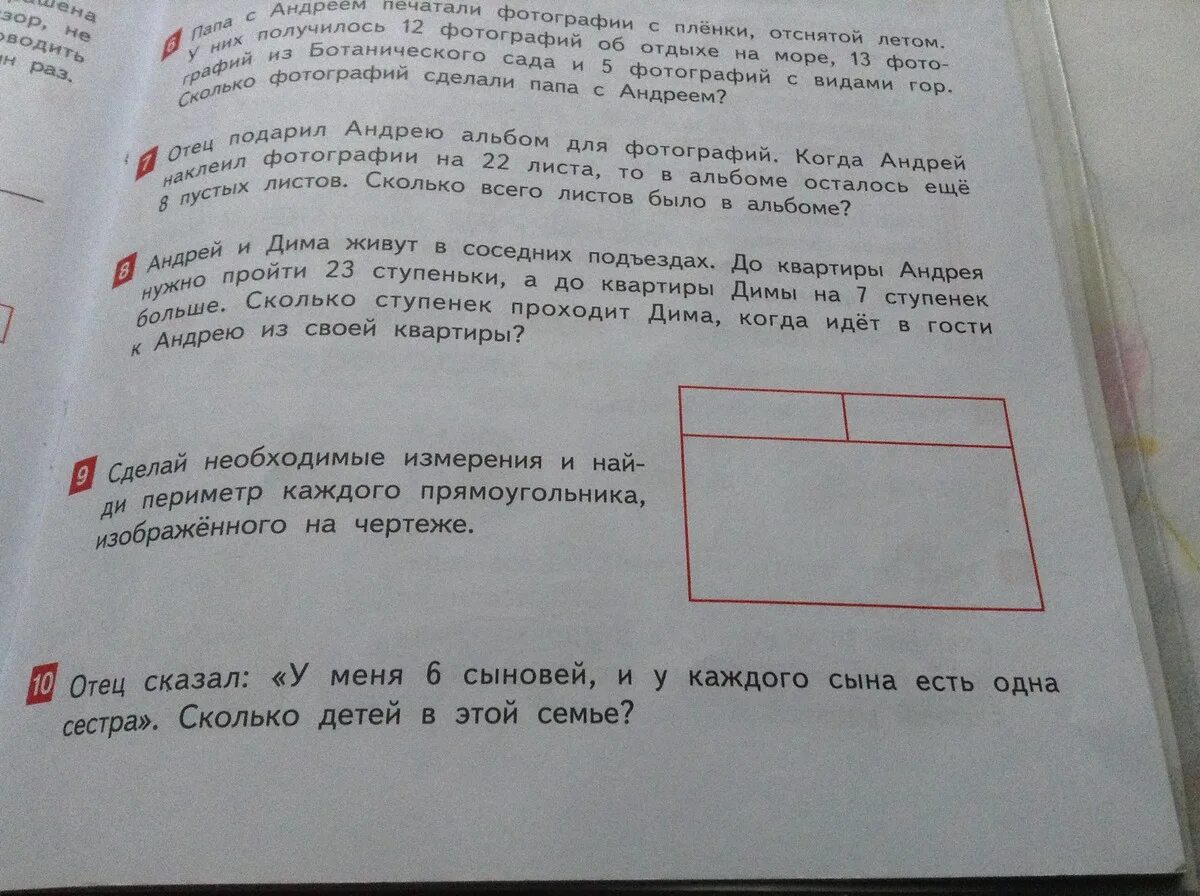 зор, не
оводить
н раз.
6 Папа с Андреем печатали фотографии с плёнки, отснятой летом.
У них получилось 12 фотографий об отдыхе на море, 13 фото-
графий из Ботанического сада и 5 фотографий с видами гор.
Сколько фотографий сделали папа с Андреем?
7 Отец подарил Андрею альбом для фотографий. Когда Андрей
наклеил фотографии на 22 листа, то в альбоме осталось ещё
8 пустых листов. Сколько всего листов было в альбоме?
8 Андрей и Дима живут в соседних подъездах. До квартиры Андрея
нужно пройти 23 ступеньки, а до квартиры Димы на 7 ступенек
больше. Сколько ступенек проходит Дима, когда идёт в гости
к Андрею из своей квартиры?
9 Сделай необходимые измерения и най-
ди периметр каждого прямоугольника,
изображённого на чертеже.
10 Отец сказал: «У меня 6 сыновей, и у каждого сына есть одна
сестра». Сколько детей в этой семье?